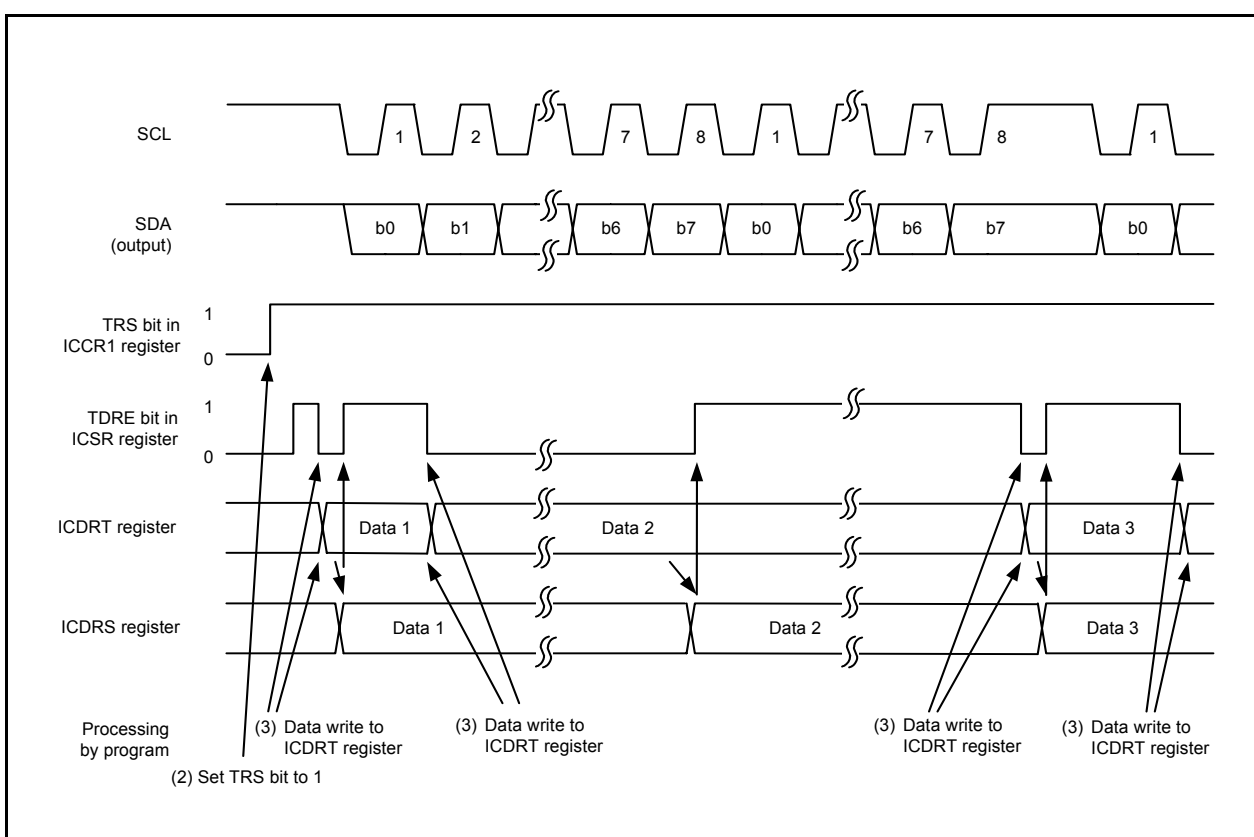 SCL
1 2 7 8 1 7 8 1
SDA
(output)
b0 b1 b6 b7 b0 b6 b7 b0
TRS bit in
ICCR1 register
1
0
TDRE bit in
ICSR register
1
0
ICDRT register
Data 1 Data 2 Data 3
ICDRS register
Data 1 Data 2 Data 3
Processing
by program
(3) Data write to
ICDRT register
(3) Data write to
ICDRT register
(3) Data write to
ICDRT register
(3) Data write to
ICDRT register
(2) Set TRS bit to 1